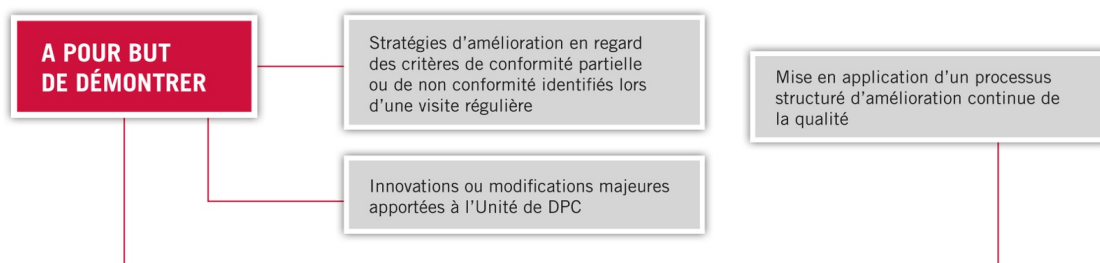 A POUR BUT
DE DÉMONTRER
Stratégies d’amélioration en regard
des critères de conformité partielle
ou de non conformité identifiés lors
d’une visite régulière
Innovations ou modifications majeures
apportées à l’Unité de DPC
Mise en application d’un processus
structuré d’amélioration continue de
la qualité